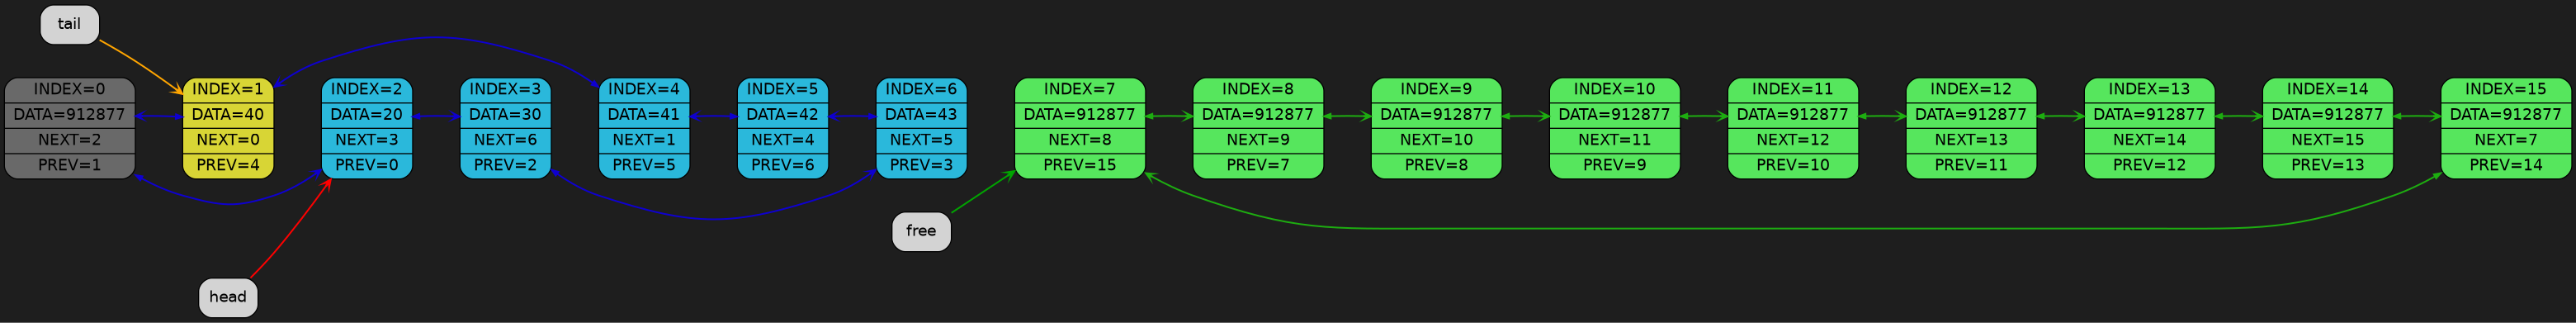 tail
INDEX=0
DATA=912877
NEXT=2
PREV=1
INDEX=1
DATA=40
NEXT=0
PREV=4
INDEX=2
DATA=20
NEXT=3
PREV=0
INDEX=3
DATA=30
NEXT=6
PREV=2
INDEX=4
DATA=41
NEXT=1
PREV=5
INDEX=5
DATA=42
NEXT=4
PREV=6
INDEX=6
DATA=43
NEXT=5
PREV=3
INDEX=7
DATA=912877
NEXT=8
PREV=15
INDEX=8
DATA=912877
NEXT=9
PREV=7
INDEX=9
DATA=912877
NEXT=10
PREV=8
INDEX=10
DATA=912877
NEXT=11
PREV=9
INDEX=11
DATA=912877
NEXT=12
PREV=10
INDEX=12
DATA=912877
NEXT=13
PREV=11
INDEX=13
DATA=912877
NEXT=14
PREV=12
INDEX=14
DATA=912877
NEXT=15
PREV=13
INDEX=15
DATA=912877
NEXT=7
PREV=14
free
head